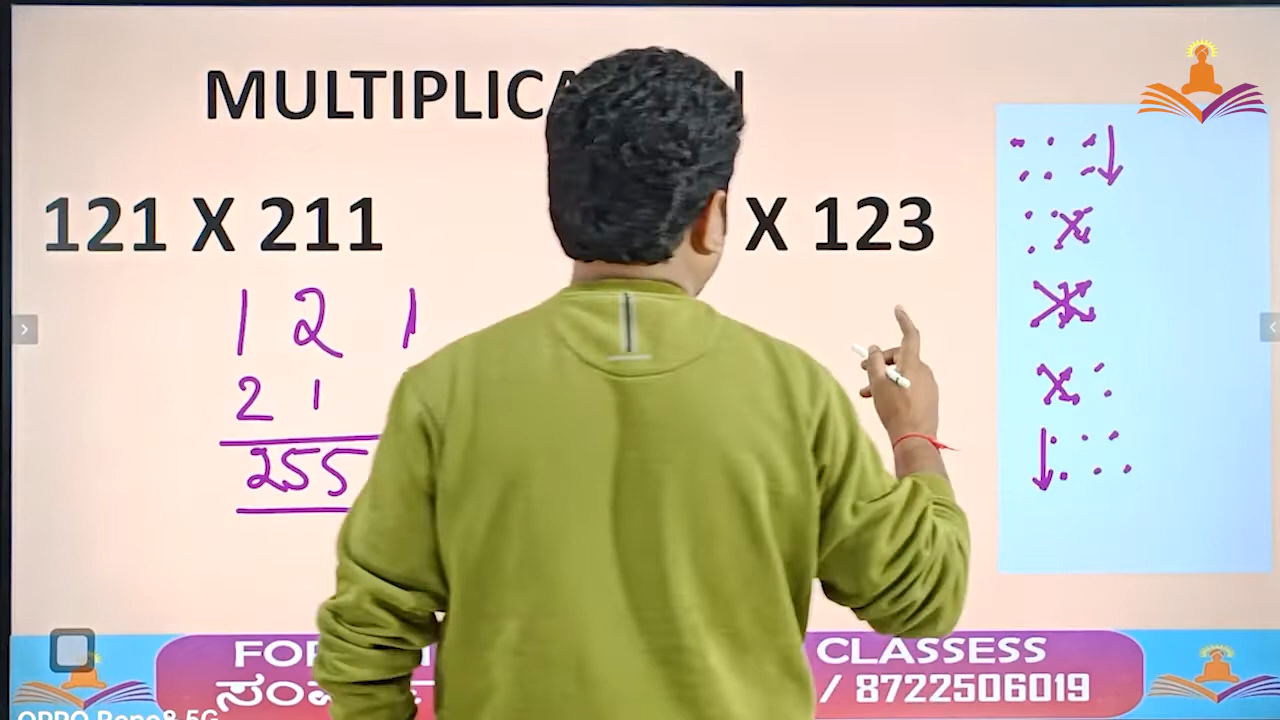 MULTIPLICA
121 X 211
X 123
1 2 1
2 1
255
FOR
CLASSESS
/ 8722506019
OPPO Reno8 5G